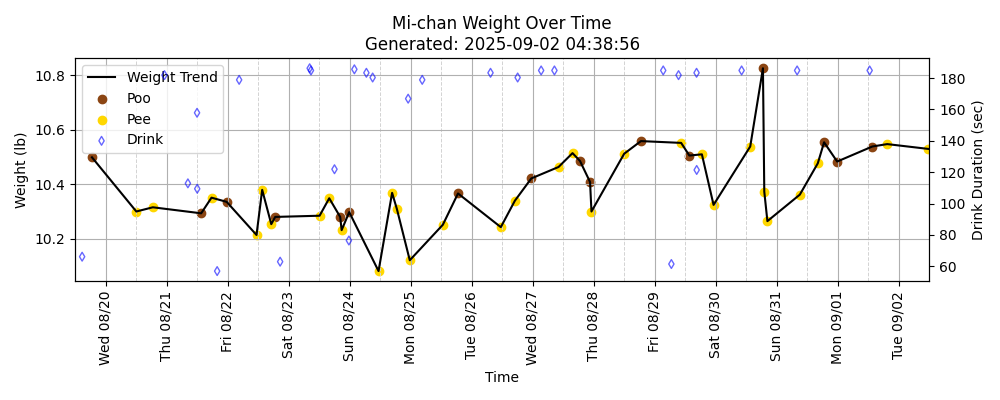 Mi-chan Weight Over Time
Generated: 2025-09-02 04:38:56
Weight Trend
Poo
Pee
Drink
Weight (lb)
10.8
10.6
10.4
10.2
Drink Duration (sec)
180
160
140
120
100
80
60
Wed 08/20
Thu 08/21
Fri 08/22
Sat 08/23
Sun 08/24
Mon 08/25
Tue 08/26
Wed 08/27
Thu 08/28
Fri 08/29
Sat 08/30
Sun 08/31
Mon 09/01
Tue 09/02
Time